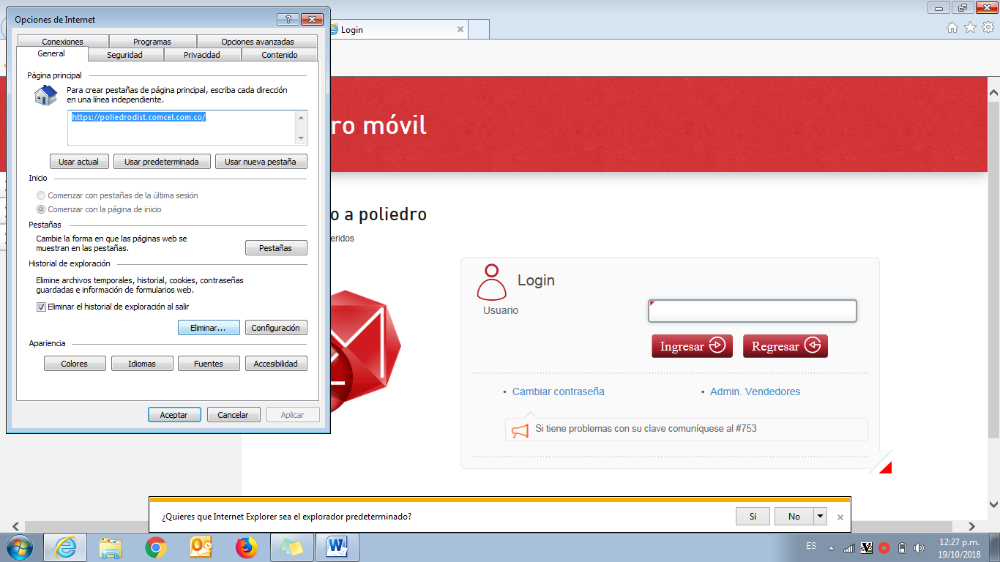 Opciones de Internet
Conexiones
Programas
Opciones avanzadas
General
Seguridad
Privacidad
Contenido
Página principal
Para crear pestañas de página principal, escriba cada dirección
en una línea independiente.
https://poliedrodist.comcel.com.co/
Usar actual
Usar predeterminada
Usar nueva pestaña
Inicio
Comenzar con pestañas de la última sesión
Comenzar con la página de inicio
Pestañas
Cambie la forma en que las páginas web se
muestran en las pestañas.
Pestañas
Historial de exploración
Elimine archivos temporales, historial, cookies, contraseñas
guardadas e información de formularios web.
Eliminar el historial de exploración al salir
Eliminar...
Configuración
Apariencia
Colores
Idiomas
Fuentes
Accesibilidad
Aceptar
Cancelar
Aplicar
Login
ro móvil
o a poliedro
eridos
Login
Usuario
Ingresar
Regresar
• Cambiar contraseña
• Admin. Vendedores
Si tiene problemas con su clave comuníquese al #753
¿Quieres que Internet Explorer sea el explorador predeterminado?
Sí
No
ES
12:27 p.m.
19/10/2018